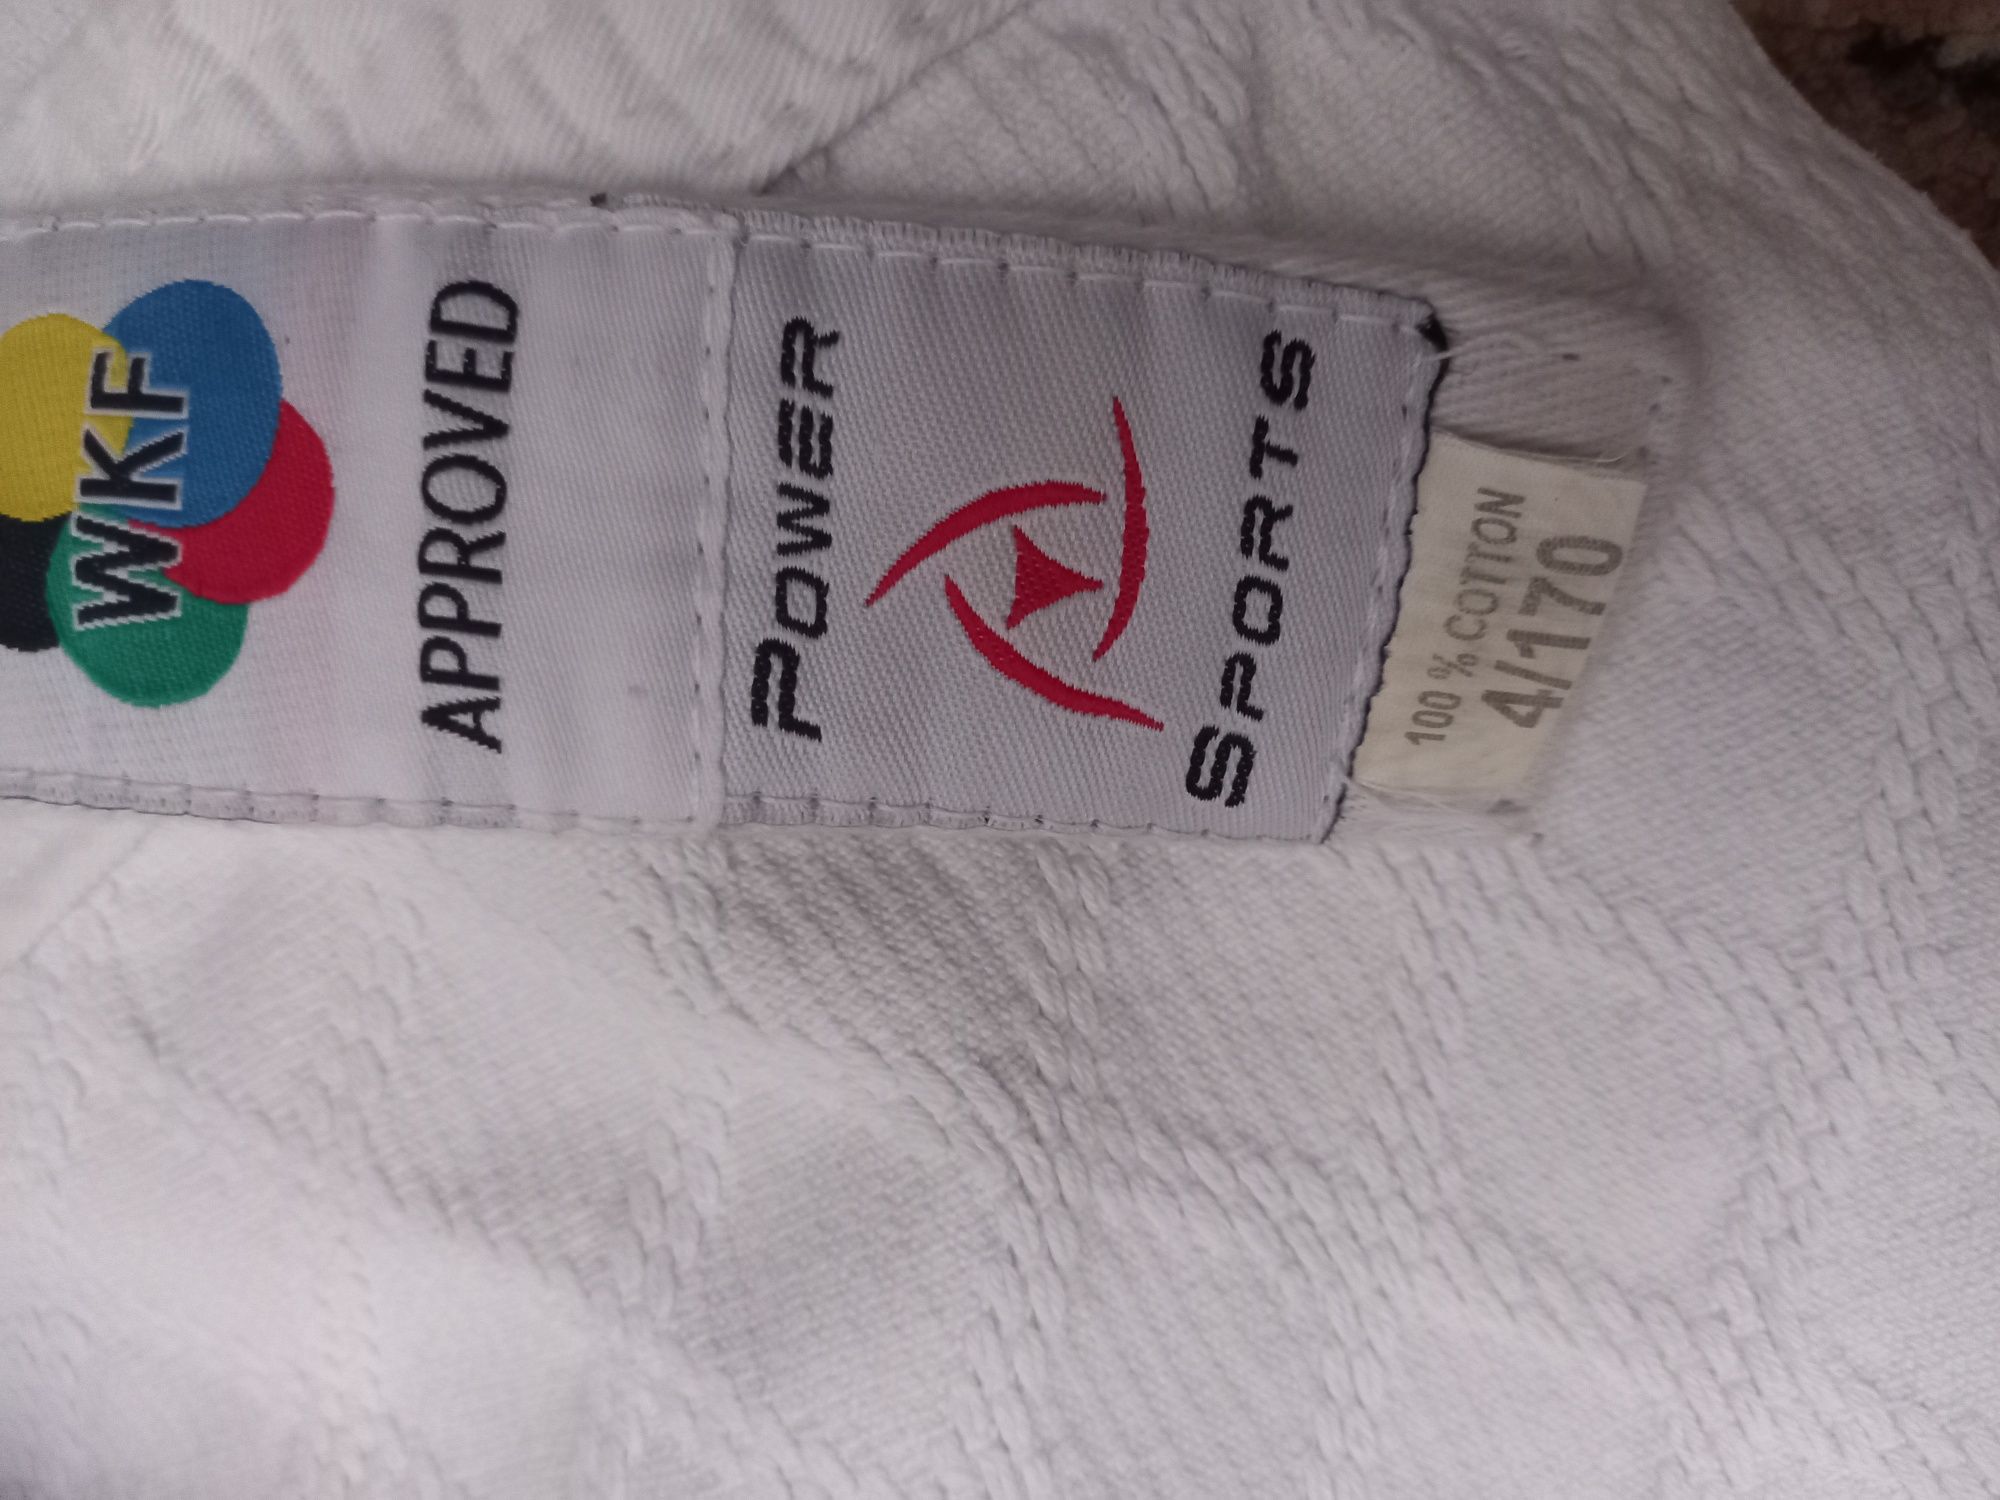 WKF
APPROVED
POWER
SPORTS
100 % COTTON
4/170